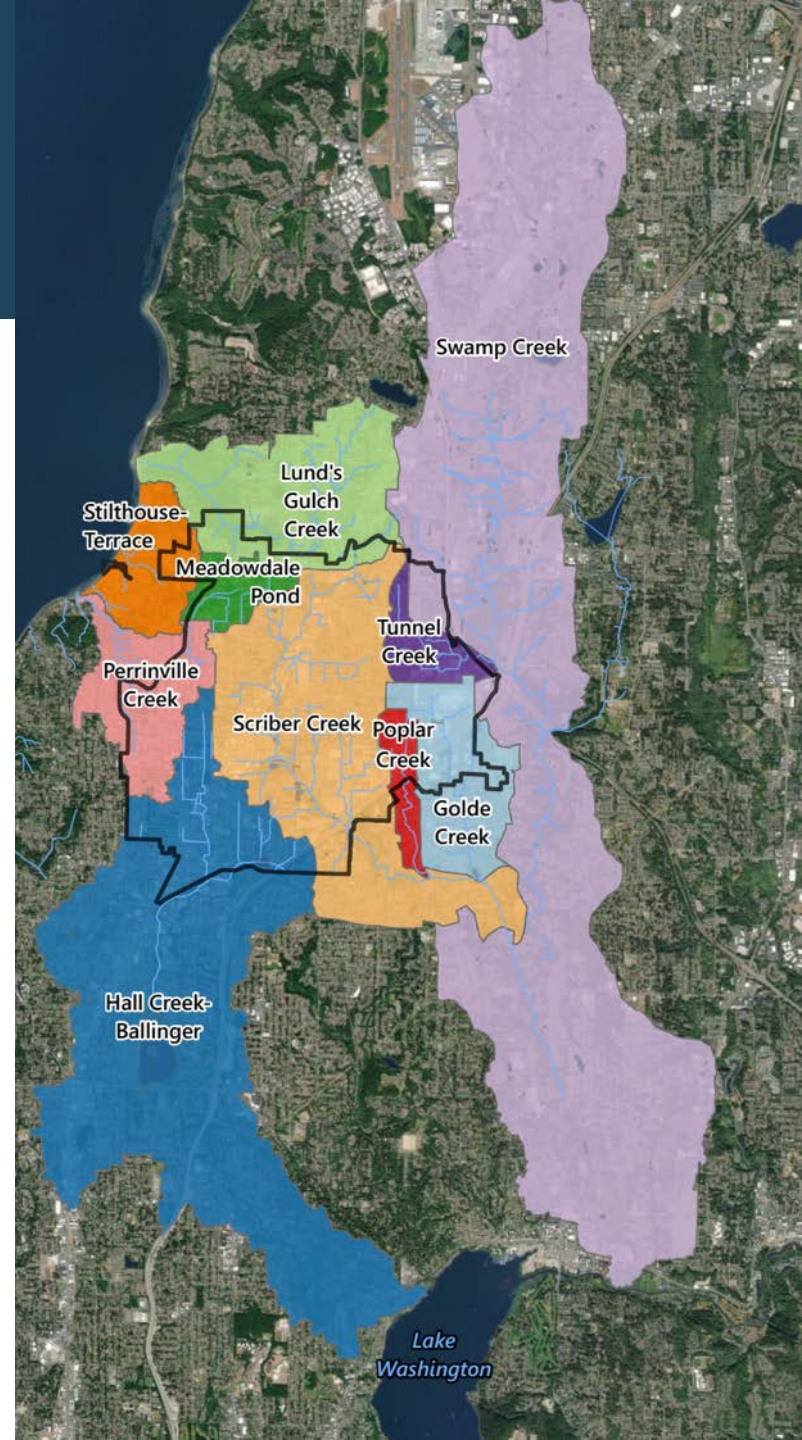 Swamp Creek
Lund's
Gulch
Creek
Stilthouse-
Terrace
Meadowdale
Pond
Tunnel
Creek
Perrinville
Creek
Scriber Creek
Poplar
Creek
Golde
Creek
Hall Creek-
Ballinger
Lake
Washington